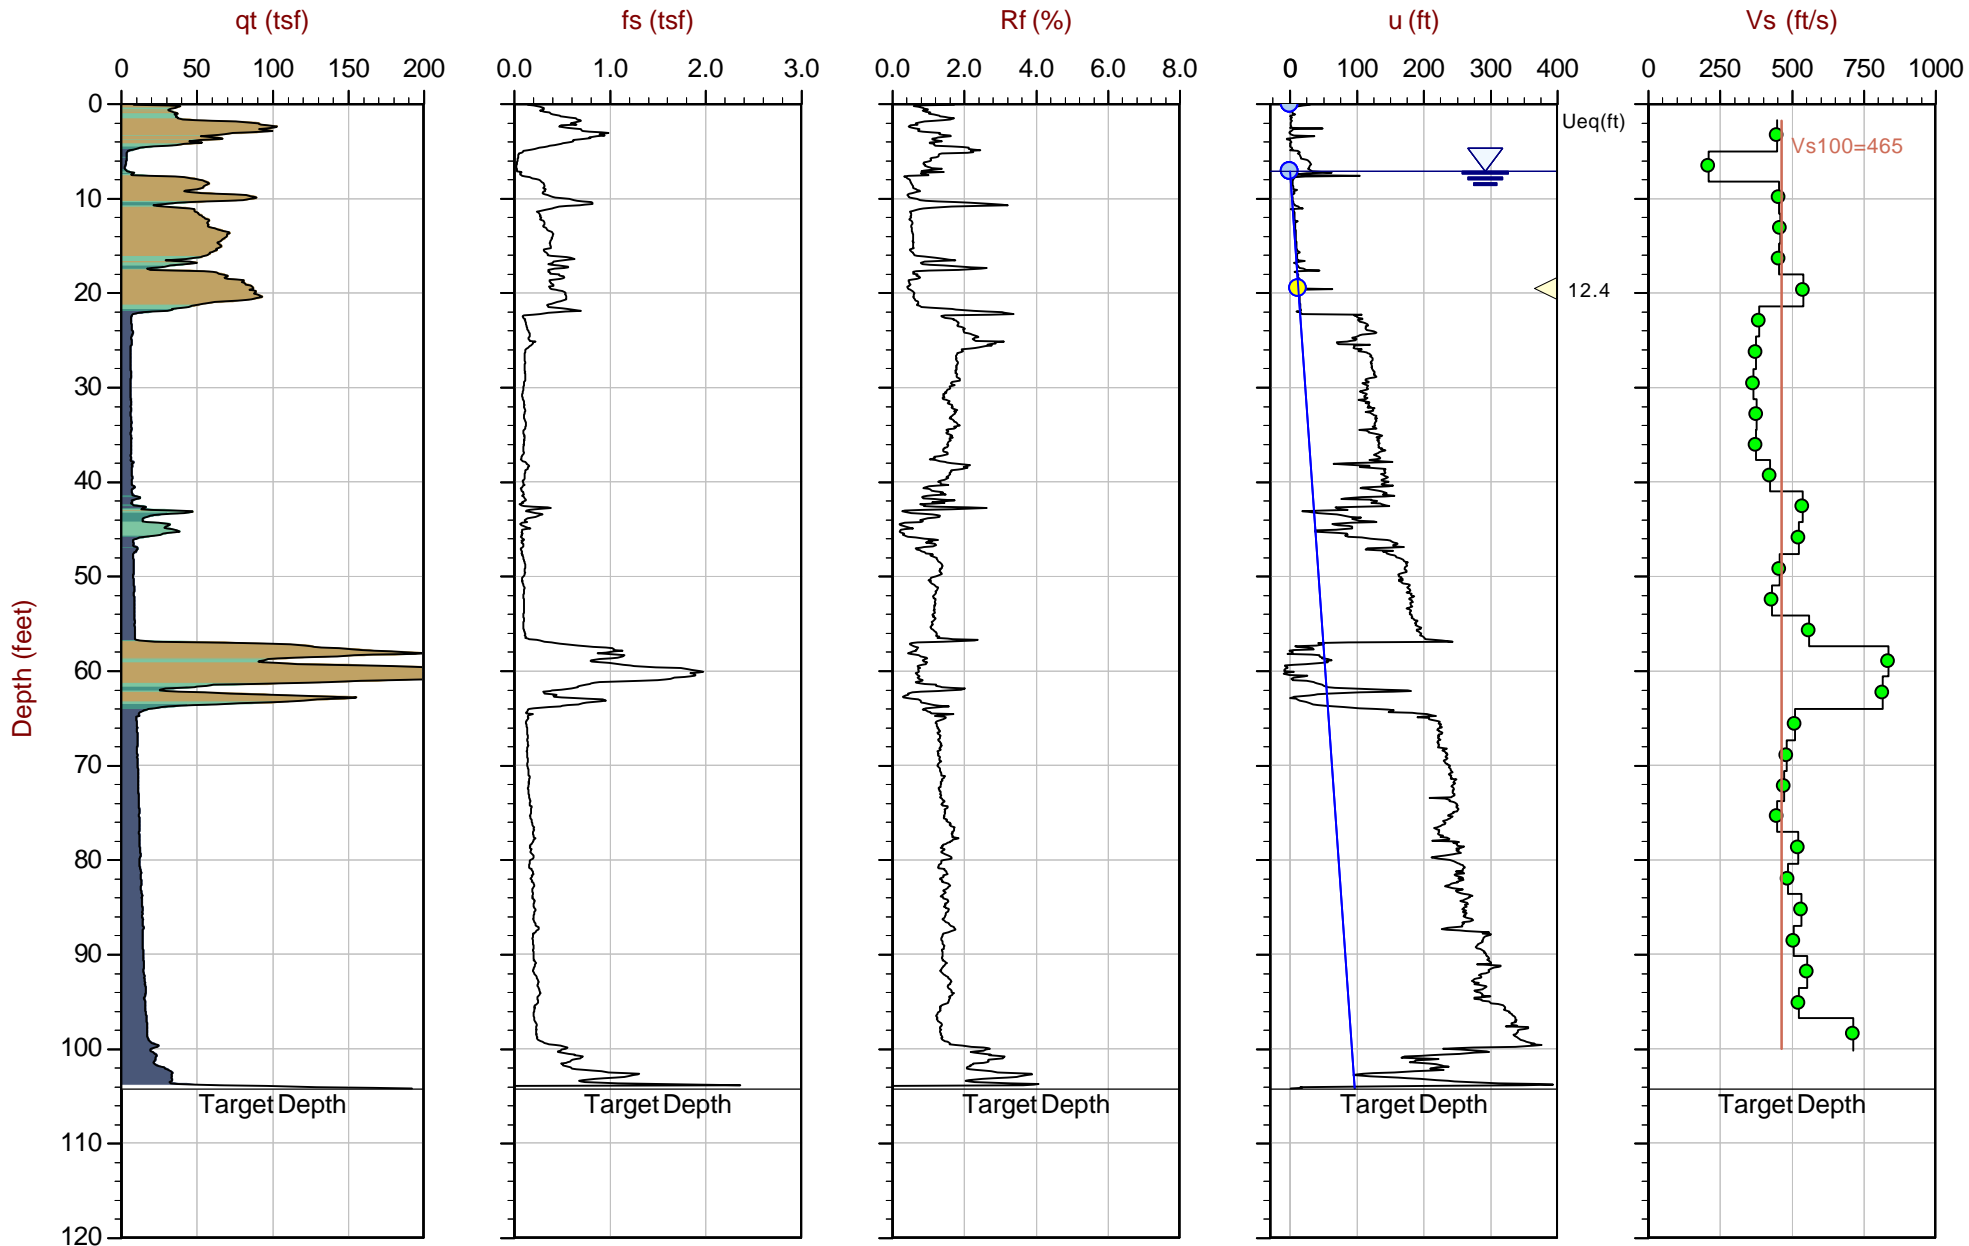 qt (tsf) fs (tsf) Rf (%) u (ft) Vs (ft/s)
0 50 100 150 200 0.0 1.0 2.0 3.0 0.0 2.0 4.0 6.0 8.0 0 100 200 300 400 0 250 500 750 1000
0
Ueq(ft)
Vs100=465
10
20
12.4
30
40
50
60
70
80
90
100
Target Depth Target Depth Target Depth Target Depth Target Depth
110
120
Depth (feet)